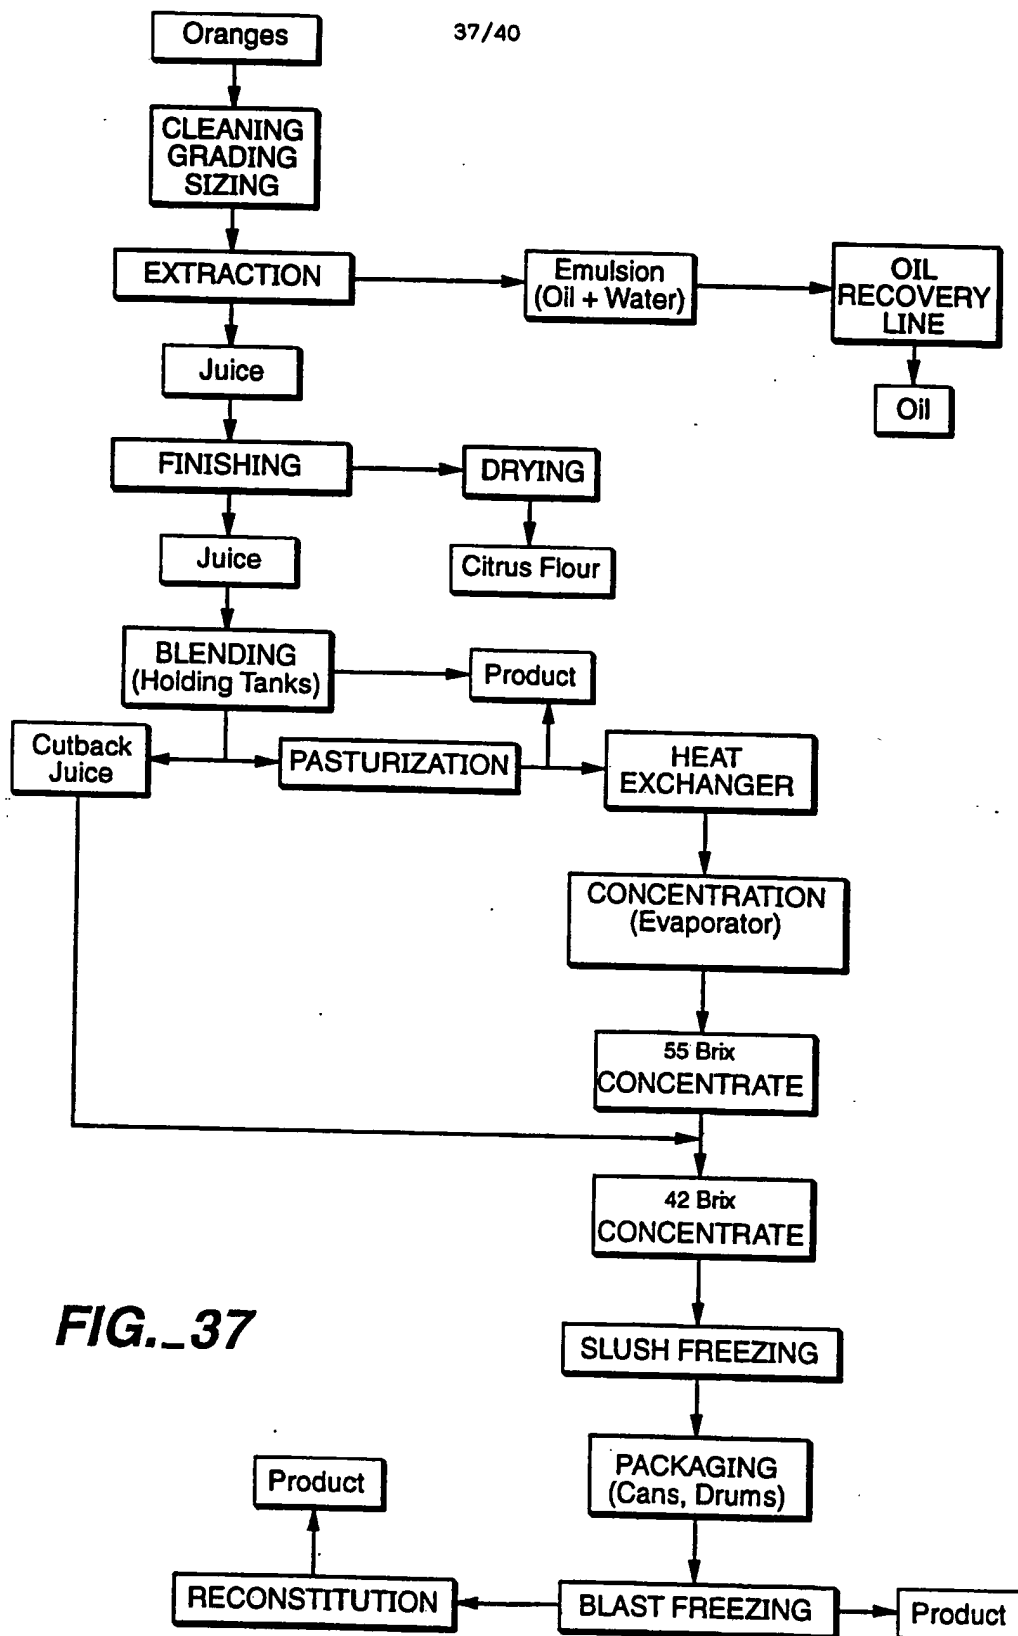 Oranges
37/40
CLEANING
GRADING
SIZING
EXTRACTION
Emulsion
(Oil + Water)
OIL
RECOVERY
LINE
Juice
Oil
FINISHING
DRYING
Juice
Citrus Flour
BLENDING
(Holding Tanks)
Product
Cutback
Juice
PASTURIZATION
HEAT
EXCHANGER
CONCENTRATION
(Evaporator)
55 Brix
CONCENTRATE
42 Brix
CONCENTRATE
FIG._37
SLUSH FREEZING
PACKAGING
(Cans, Drums)
Product
RECONSTITUTION
BLAST FREEZING
Product